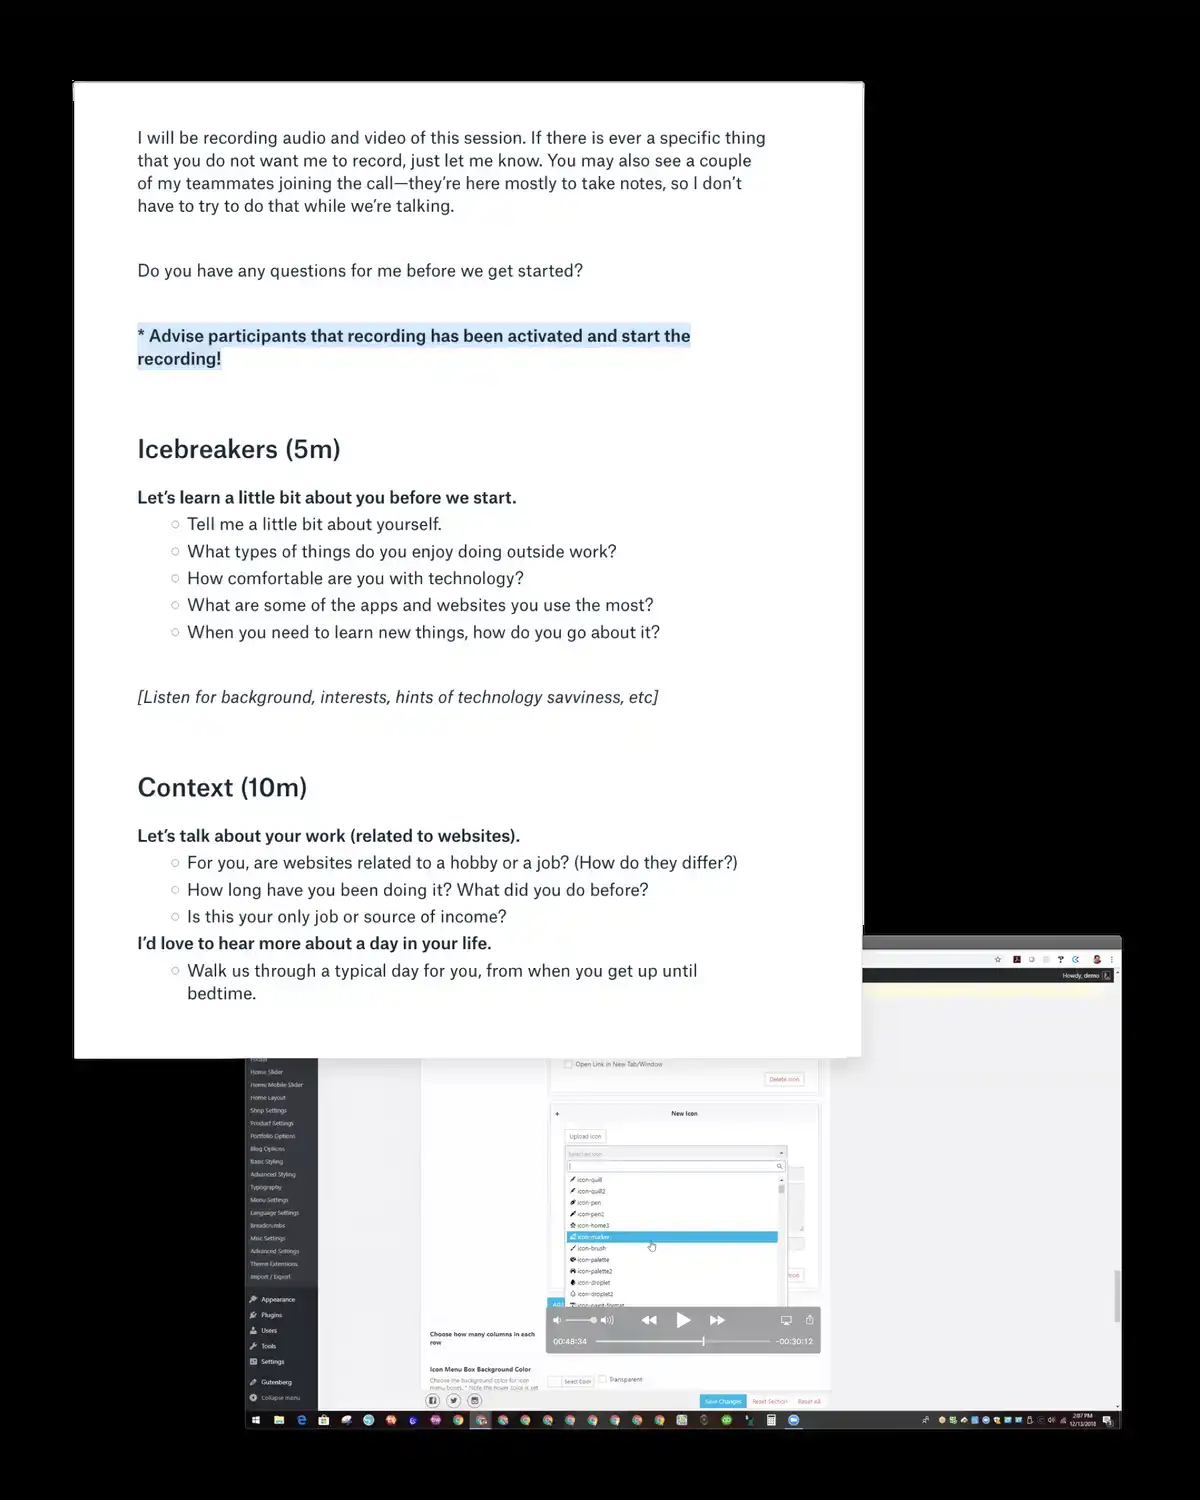 I will be recording audio and video of this session. If there is ever a specific thing
that you do not want me to record, just let me know. You may also see a couple
of my teammates joining the call—they're here mostly to take notes, so I don't
have to try to do that while we're talking.
Do you have any questions for me before we get started?
* Advise participants that recording has been activated and start the
recording!
Icebreakers (5m)
Let's learn a little bit about you before we start.
Tell me a little bit about yourself.
What types of things do you enjoy doing outside work?
How comfortable are you with technology?
What are some of the apps and websites you use the most?
When you need to learn new things, how do you go about it?
[Listen for background, interests, hints of technology savviness, etc]
Context (10m)
Let's talk about your work (related to websites).
For you, are websites related to a hobby or a job? (How do they differ?)
How long have you been doing it? What did you do before?
Is this your only job or source of income?
I'd love to hear more about a day in your life.
Walk us through a typical day for you, from when you get up until
bedtime.
Howdy, demo
Home Slider
Home Mobile Slider
Home Layout
Shop Settings
Product Settings
Portfolio Options
Blog Options
Basic Styling
Advanced Styling
Typography
Menu Settings
Language Settings
Breadcrumbs
Misc Settings
Advanced Settings
Theme Extensions
Import / Export
Appearance
Plugins
Users
Tools
Settings
Gutenberg
Collapse menu
Open Link in New Tab/Window
Delete Icon
New Icon
Upload Icon
Select an Icon
icon-quill
icon-quill2
icon-pen
icon-pen2
icon-home3
icon-marker
icon-brush
icon-palette
icon-palette2
icon-droplet
icon-droplet2
icon-paint-format
00:48:34
-00:30:12
Choose how many columns in each
row
Icon Menu Box Background Color
Choose the background color for icon
menu boxes. * Note the hover color is set
Select Color
Transparent
Save Changes
Reset Section
Reset All
2:07 PM
12/13/2018